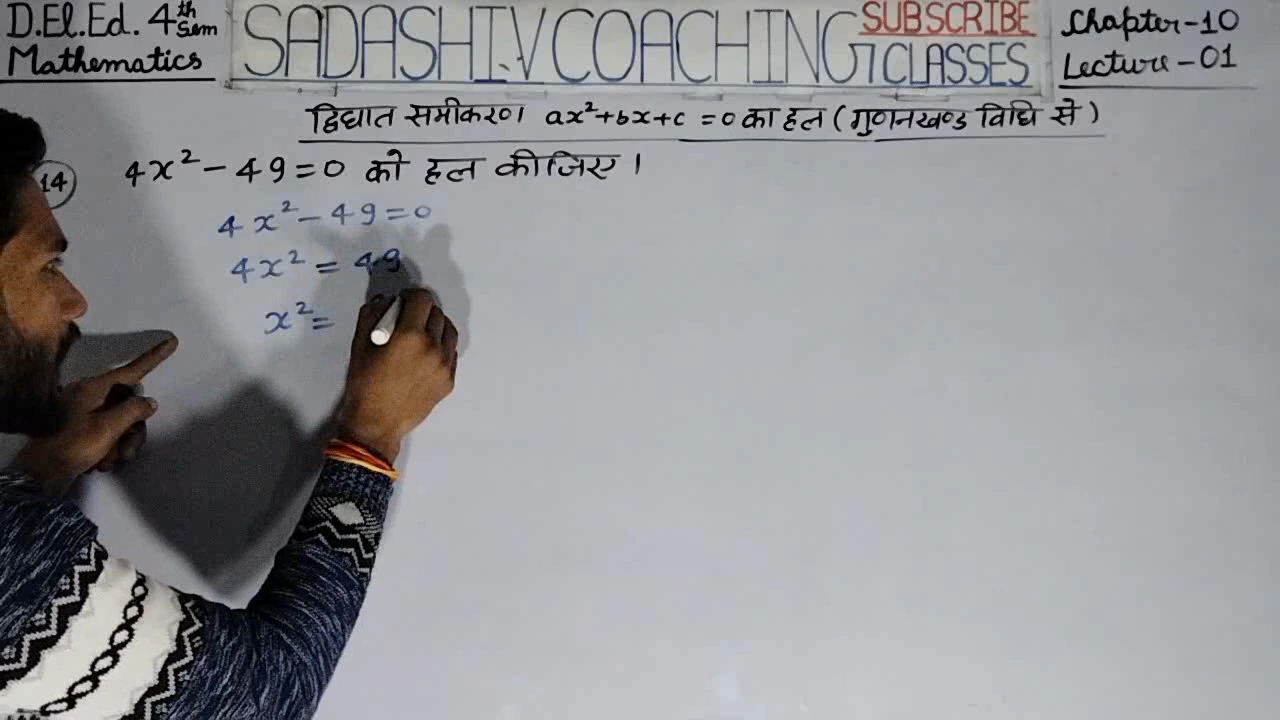 D.El.Ed. 4th Sem
Mathematics
SADASHIV COACHING CLASSES
SUBSCRIBE
Chapter-10
Lecture-01
द्विघात समीकरण ax²+bx+c=0 का हल (गुणनखण्ड विधि से)
14 4x²-49=0 को हल कीजिए।
4x²-49=0
4x²=49
x²=